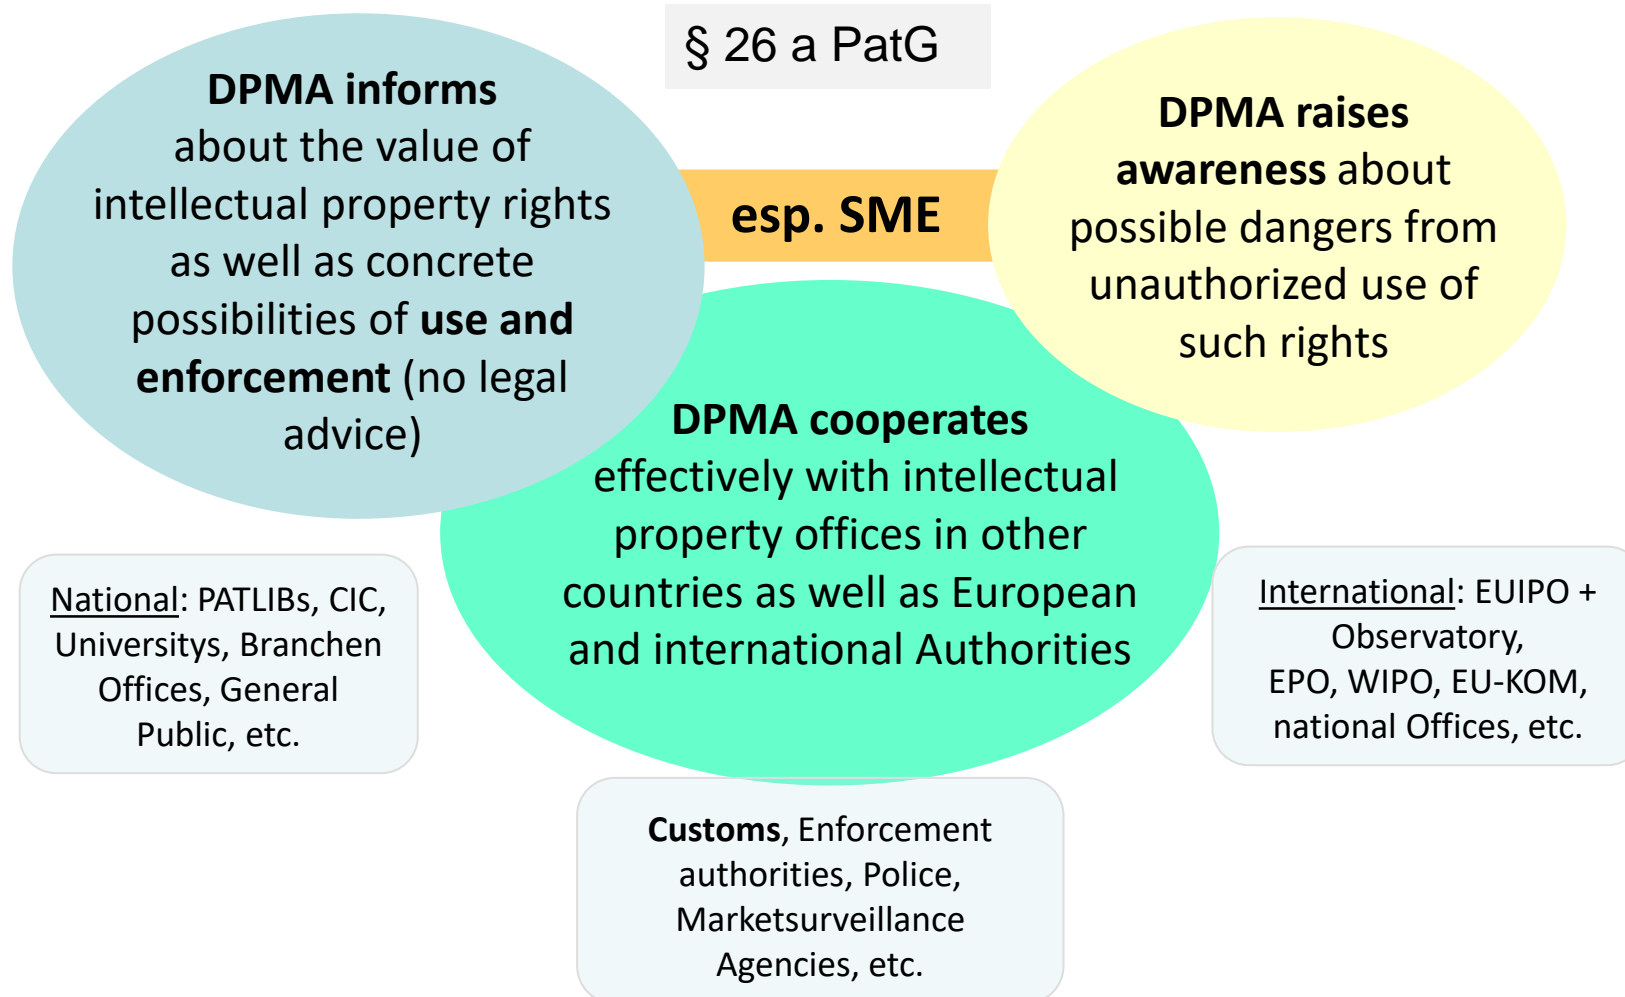 § 26 a PatG
DPMA informs
about the value of
intellectual property rights
as well as concrete
possibilities of use and
enforcement (no legal
advice)
esp. SME
DPMA raises
awareness about
possible dangers from
unauthorized use of
such rights
DPMA cooperates
effectively with intellectual
property offices in other
countries as well as European
and international Authorities
National: PATLIBs, CIC,
Universitys, Branchen
Offices, General
Public, etc.
International: EUIPO +
Observatory,
EPO, WIPO, EU-KOM,
national Offices, etc.
Customs, Enforcement
authorities, Police,
Marketsurveillance
Agencies, etc.